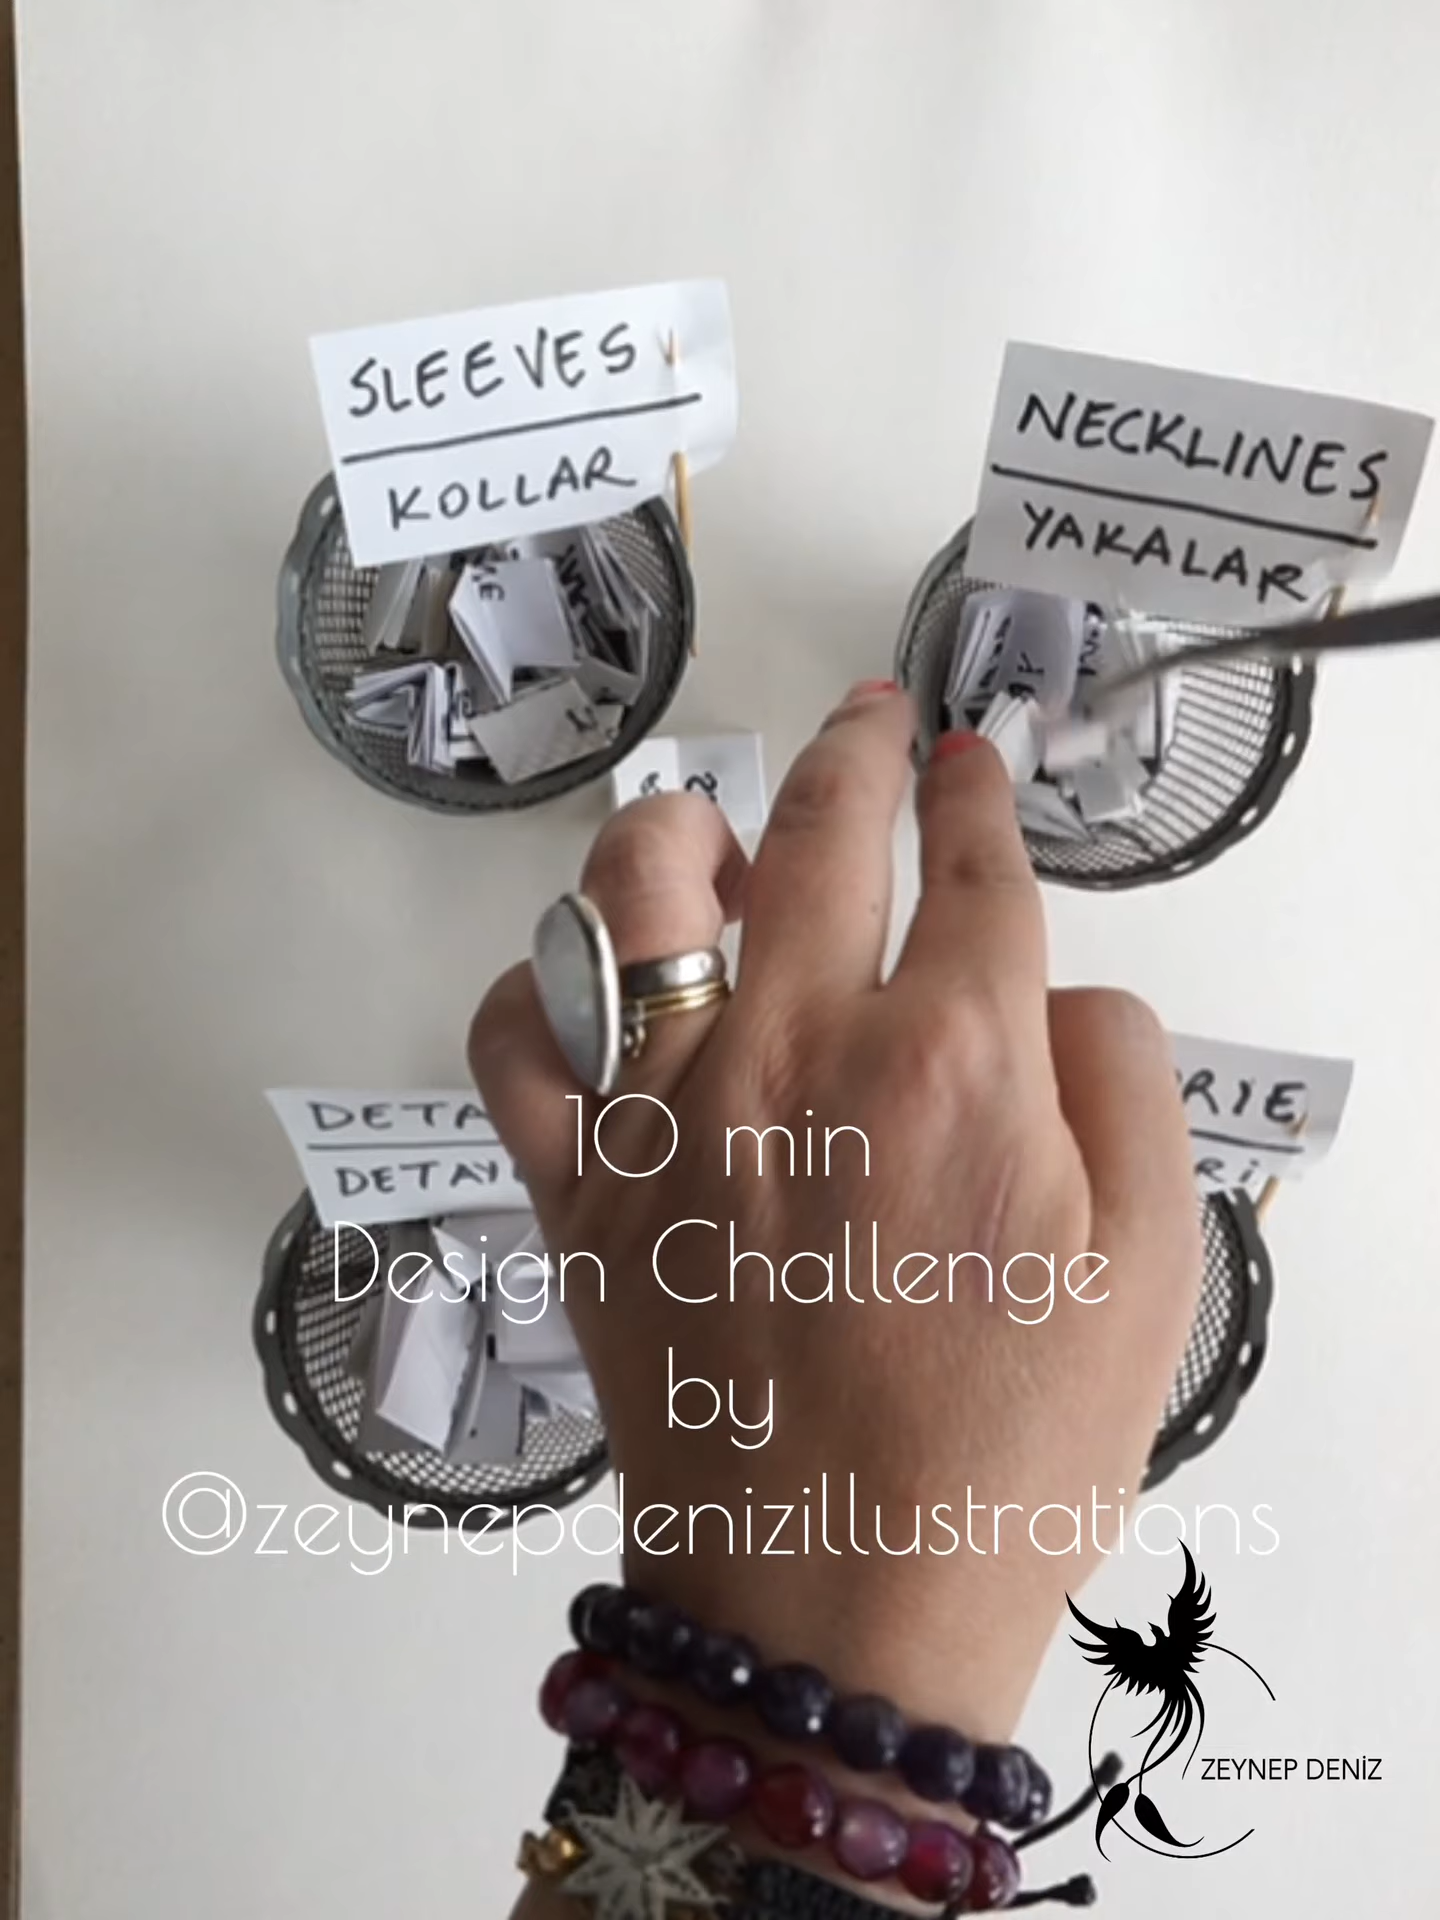 SLEEVES
KOLLAR
NECKLINES
YAKALAR
10 min
Design Challenge
by
@zeynepdenizillustrations
ZEYNEP DENİZ